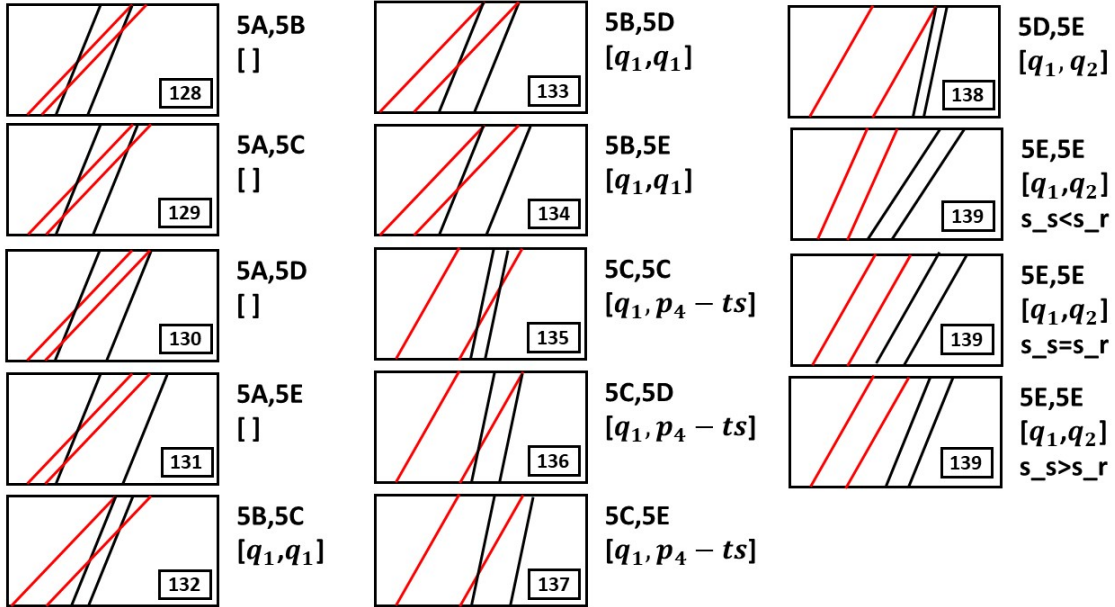 5A,5B
[ ]
128
5A,5C
[ ]
129
5A,5D
[ ]
130
5A,5E
[ ]
131
5B,5C
[q₁,q₁]
132
5B,5D
[q₁,q₁]
133
5B,5E
[q₁,q₁]
134
5C,5C
[q₁, p₄ − ts]
135
5C,5D
[q₁, p₄ − ts]
136
5C,5E
[q₁, p₄ − ts]
137
5D,5E
[q₁, q₂]
138
5E,5E
[q₁,q₂]
s_s<s_r
139
5E,5E
[q₁,q₂]
s_s=s_r
139
5E,5E
[q₁,q₂]
s_s>s_r
139